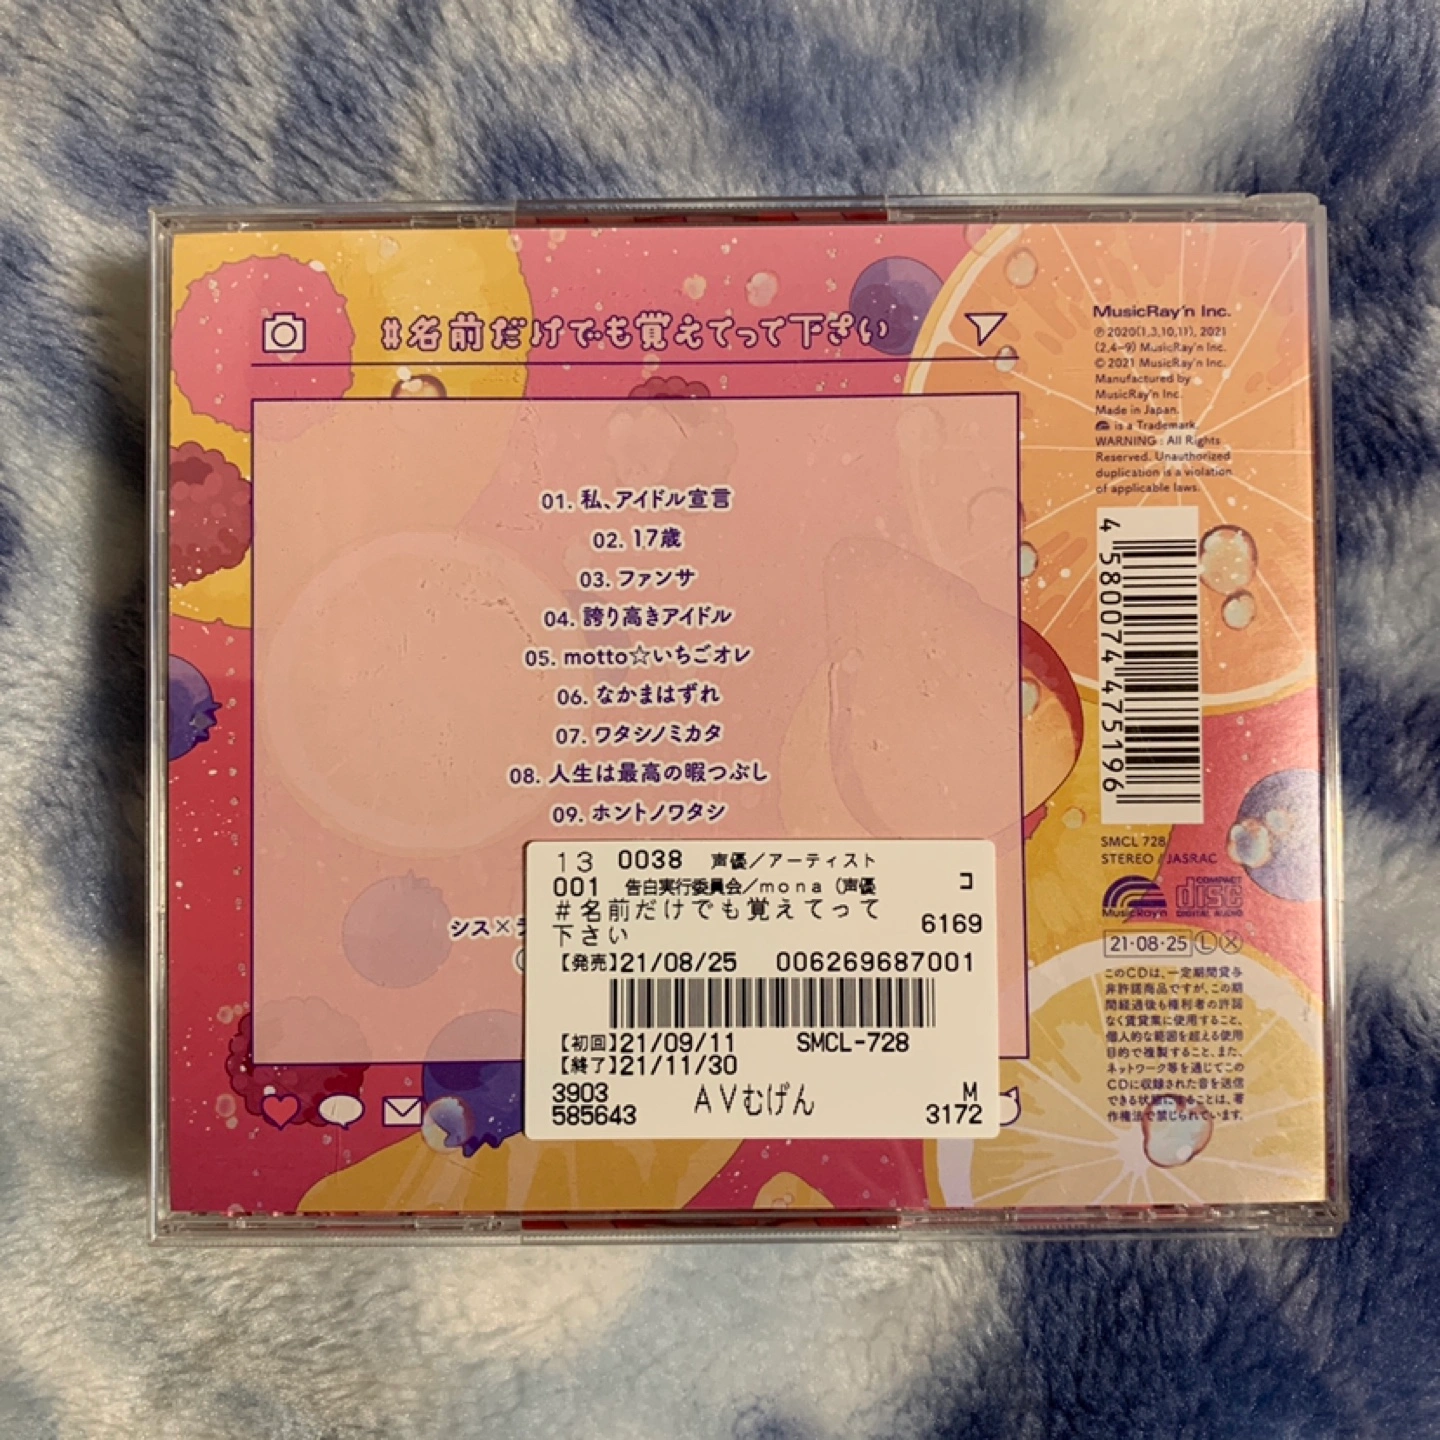 #名前だけでも覚えてって下さい
01. 私、アイドル宣言
02. 17歳
03. ファンサ
04. 誇り高きアイドル
05. motto☆いちごオレ
06. なかまはずれ
07. ワタシノミカタ
08. 人生は最高の暇つぶし
09. ホントノワタシ
シス×
13 0038 声優/アーティスト
001 告白実行委員会/mona (声優 コ
#名前だけでも覚えてって
下さい 6169
【発売】21/08/25 006269687001
【初回】21/09/11 SMCL-728
【終了】21/11/30
3903 AVむげん M
585643 3172
MusicRay'n Inc.
Ⓟ 2020(1,3,10,11), 2021
(2,4-9) MusicRay'n Inc.
© 2021 MusicRay'n Inc.
Manufactured by
MusicRay'n Inc.
Made in Japan.
is a Trademark.
WARNING : All Rights
Reserved. Unauthorized
duplication is a violation
of applicable laws.
4 580074 475196
SMCL 728
STEREO / JASRAC
MusicRay'n
COMPACT
disc
DIGITAL AUDIO
21・08・25 Ⓛ Ⓧ
このCDは、一定期間貸与
非許諾商品ですが、この期
間経過後も権利者の許諾
なく賃貸業に使用すること、
個人的な範囲を超える使用
目的で複製すること、また、
ネットワーク等を通じてこの
CDに収録された音を送信
できる状態にすることは、著
作権法で禁じられています。